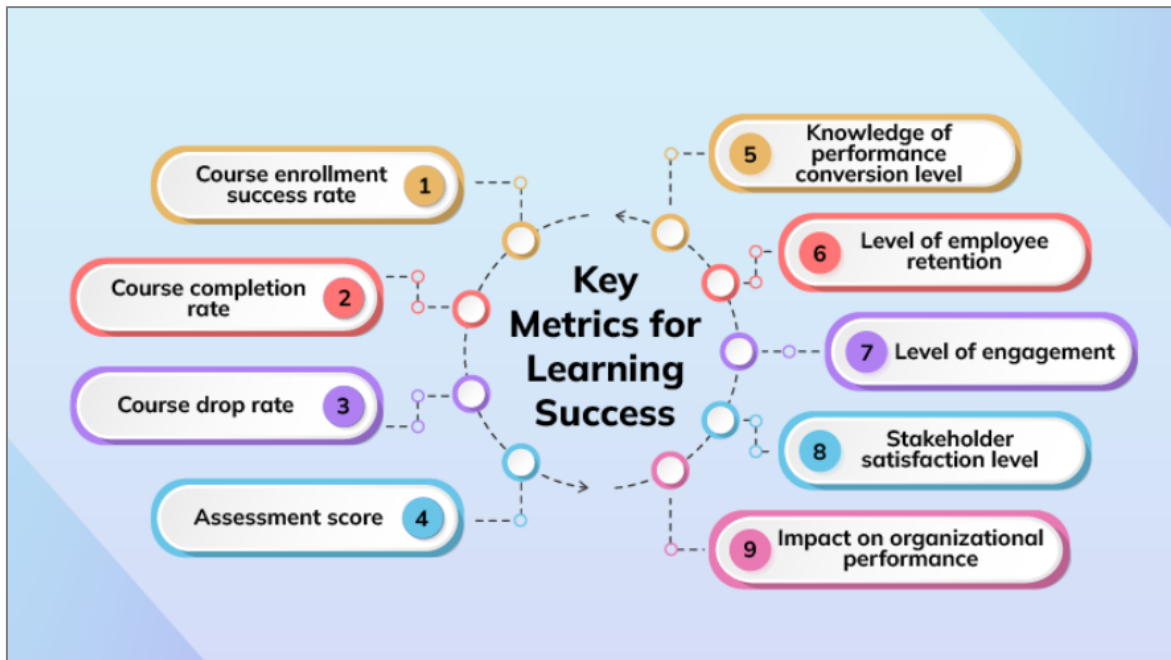 Key
Metrics for
Learning
Success
Course enrollment
success rate
1
Course completion
rate
2
Course drop rate
3
Assessment score
4
5
Knowledge of
performance
conversion level
6
Level of employee
retention
7
Level of engagement
8
Stakeholder
satisfaction level
9
Impact on organizational
performance